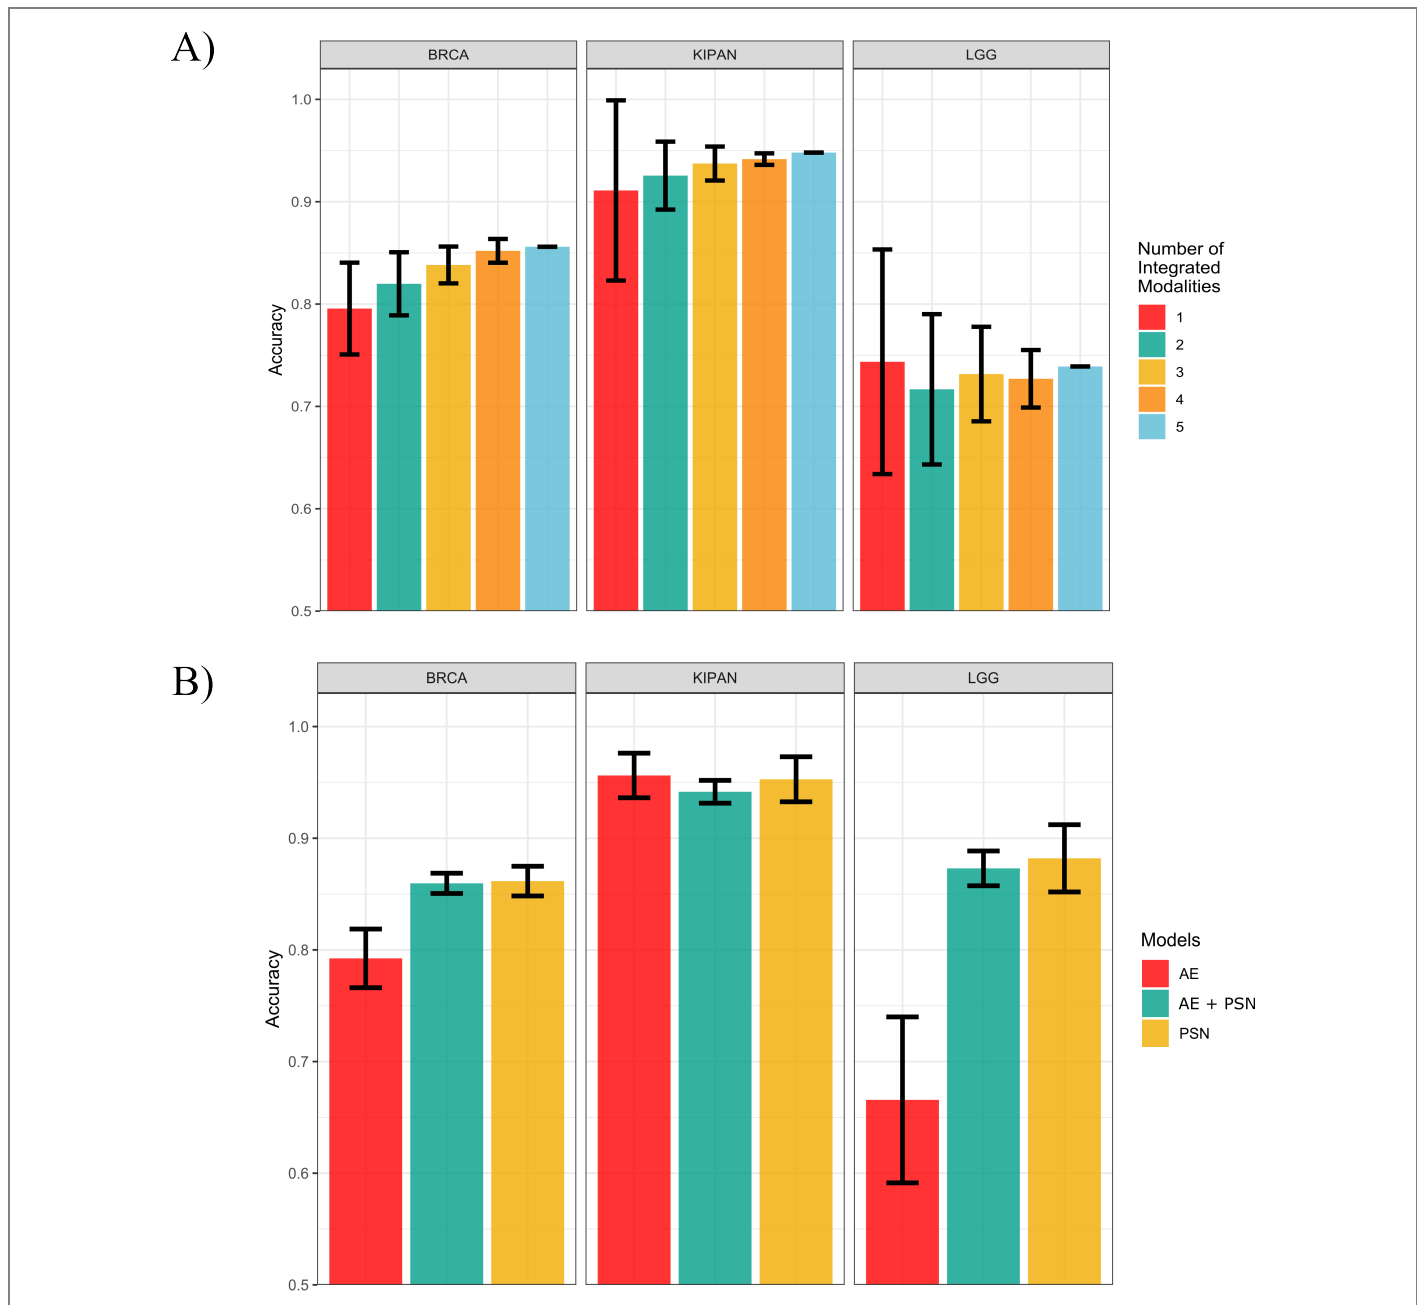 A)
BRCA
KIPAN
LGG
1.0
0.9
0.8
0.7
0.6
0.5
Accuracy
Number of
Integrated
Modalities
1
2
3
4
5
B)
BRCA
KIPAN
LGG
1.0
0.9
0.8
0.7
0.6
0.5
Accuracy
Models
AE
AE + PSN
PSN